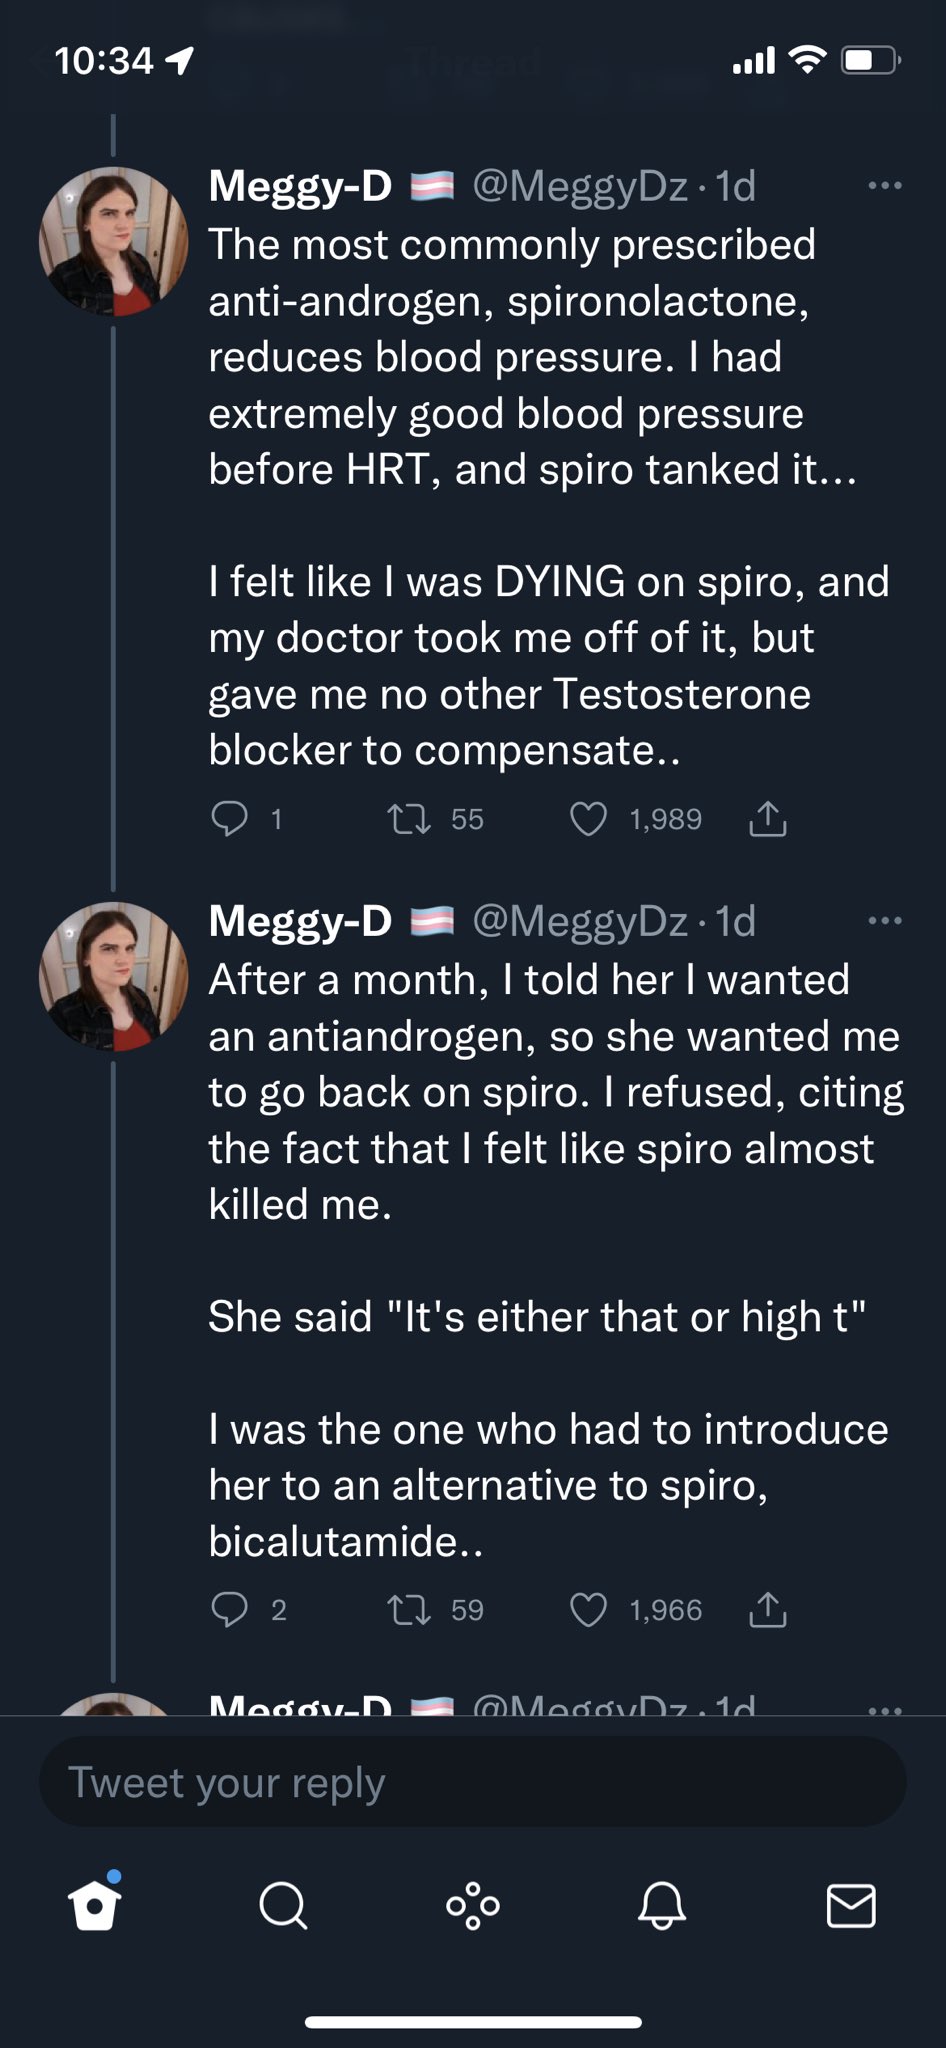 10:34
Thread
Meggy-D @MeggyDz · 1d
The most commonly prescribed
anti-androgen, spironolactone,
reduces blood pressure. I had
extremely good blood pressure
before HRT, and spiro tanked it...
I felt like I was DYING on spiro, and
my doctor took me off of it, but
gave me no other Testosterone
blocker to compensate..
1 55 1,989
Meggy-D @MeggyDz · 1d
After a month, I told her I wanted
an antiandrogen, so she wanted me
to go back on spiro. I refused, citing
the fact that I felt like spiro almost
killed me.
She said "It's either that or high t"
I was the one who had to introduce
her to an alternative to spiro,
bicalutamide..
2 59 1,966
Meggy-D @MeggyDz · 1d
Tweet your reply